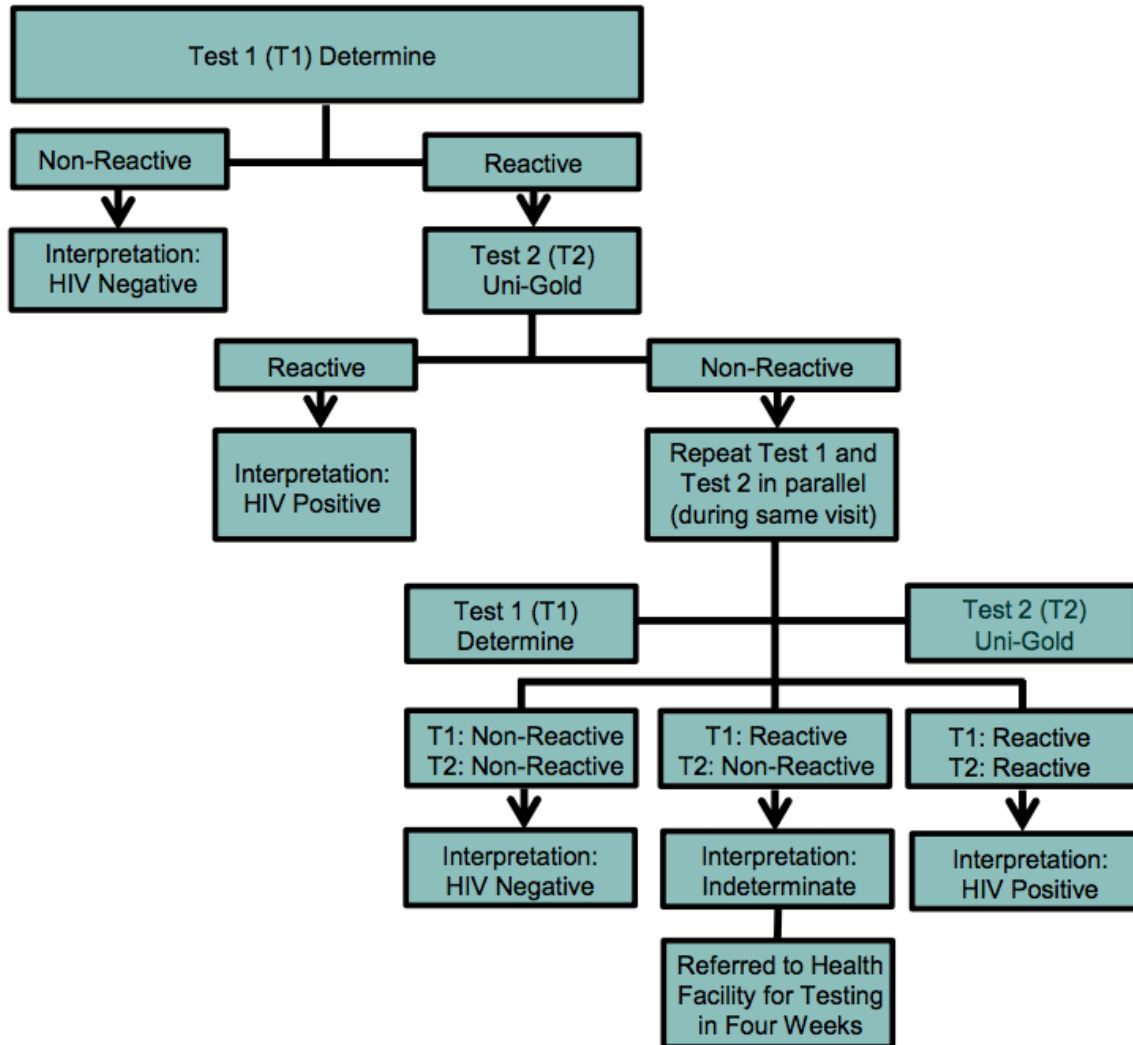 Test 1 (T1) Determine
Non-Reactive
Reactive
Interpretation:
HIV Negative
Test 2 (T2)
Uni-Gold
Reactive
Non-Reactive
Interpretation:
HIV Positive
Repeat Test 1 and
Test 2 in parallel
(during same visit)
Test 1 (T1)
Determine
Test 2 (T2)
Uni-Gold
T1: Non-Reactive
T2: Non-Reactive
T1: Reactive
T2: Non-Reactive
T1: Reactive
T2: Reactive
Interpretation:
HIV Negative
Interpretation:
Indeterminate
Interpretation:
HIV Positive
Referred to Health
Facility for Testing
in Four Weeks